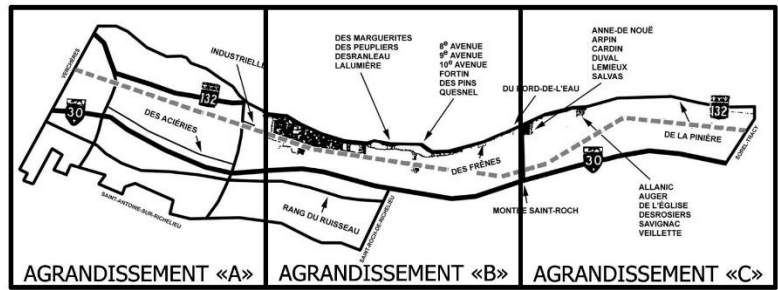 VERCHÈRES
30
132
INDUSTRIELLE
DES ACIÉRIES
SAINT-ANTOINE-SUR-RICHELIEU
AGRANDISSEMENT «A»
DES MARGUERITES
DES PEUPLIERS
DESRANLEAU
LALUMIÈRE
8e AVENUE
9e AVENUE
10e AVENUE
FORTIN
DES PINS
QUESNEL
DU BORD-DE-L'EAU
DES FRÊNES
RANG DU RUISSEAU
SAINT-ROCH-DE-RICHELIEU
MONTÉE SAINT-ROCH
AGRANDISSEMENT «B»
ANNE-DE NOUË
ARPIN
CARDIN
DUVAL
LEMIEUX
SALVAS
132
DE LA PINIÈRE
30
SOREL-TRACY
ALLANIC
AUGER
DE L'ÉGLISE
DESROSIERS
SAVIGNAC
VEILLETTE
AGRANDISSEMENT «C»